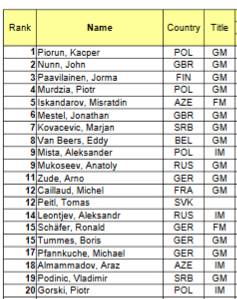 Rank Name Country Title
1 Piorun, Kacper POL GM
2 Nunn, John GBR GM
3 Paavilainen, Jorma FIN GM
4 Murdzia, Piotr POL GM
5 Iskandarov, Misratdin AZE FM
6 Mestel, Jonathan GBR GM
7 Kovacevic, Marjan SRB GM
8 Van Beers, Eddy BEL GM
9 Mista, Aleksander POL IM
9 Mukoseev, Anatoly RUS GM
11 Zude, Arno GER GM
12 Caillaud, Michel FRA GM
12 Peitl, Tomas SVK
14 Leontjev, Aleksandr RUS IM
15 Schäfer, Ronald GER FM
15 Tummes, Boris GER GM
17 Pfannkuche, Michael GER GM
18 Almammadov, Araz AZE IM
19 Podinic, Vladimir SRB GM
20 Gorski, Piotr POL IM